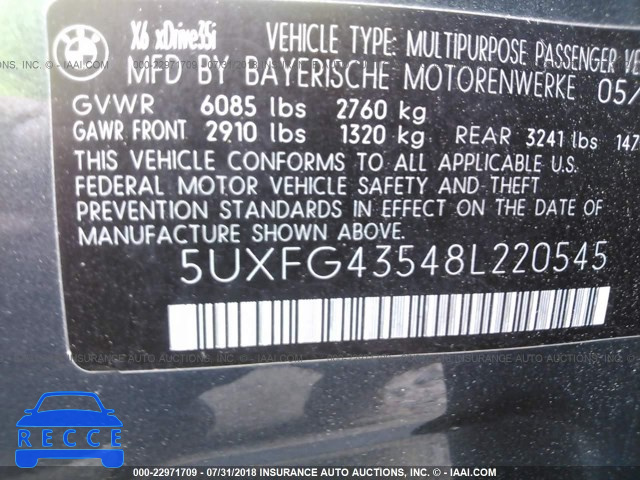 BMW
X6 xDrive35i VEHICLE TYPE: MULTIPURPOSE PASSENGER VE
MFD BY BAYERISCHE MOTORENWERKE 05/
GVWR 6085 lbs 2760 kg
GAWR FRONT 2910 lbs 1320 kg REAR 3241 lbs 147
THIS VEHICLE CONFORMS TO ALL APPLICABLE U.S.
FEDERAL MOTOR VEHICLE SAFETY AND THEFT
PREVENTION STANDARDS IN EFFECT ON THE DATE OF
MANUFACTURE SHOWN ABOVE.
5UXFG43548L220545
RECCE
000-22971709 - 07/31/2018 - INSURANCE AUTO AUCTIONS, INC. - © - IAAI.COM